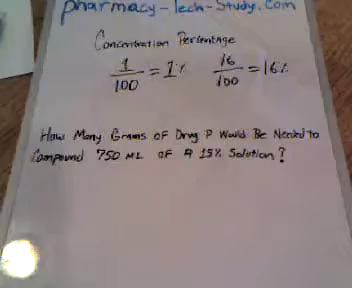 pharmacy-Tech-Study.Com
Concentration Percentage
1/100 = 1% 16/100 = 16%
How Many Grams of Drug P Would Be Needed To
Compound 750 ML OF A 15% Solution?